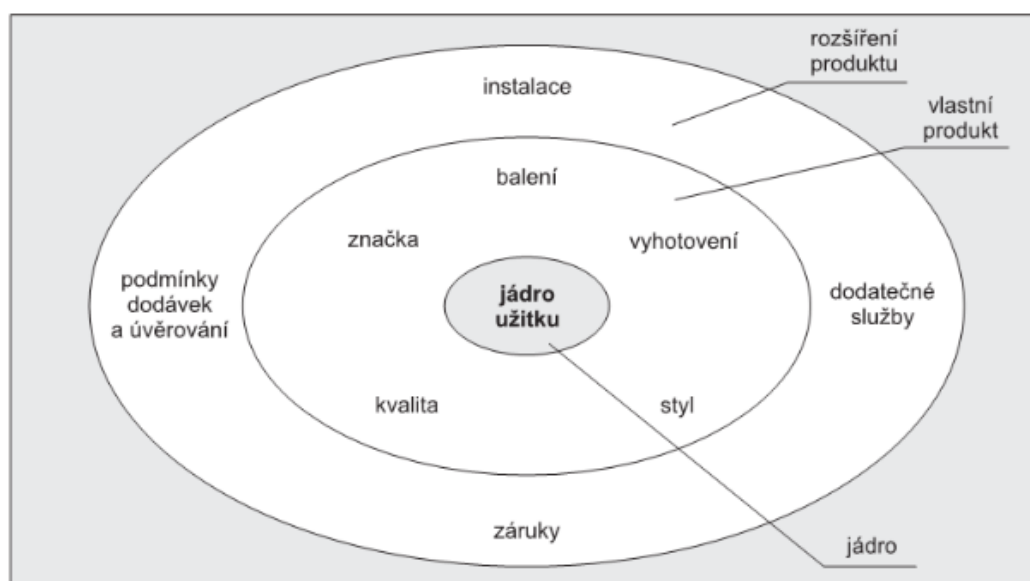 rozšíření
produktu
instalace
vlastní
produkt
balení
značka
vyhotovení
podmínky
dodávek
a úvěrování
jádro
užitku
dodatečné
služby
kvalita
styl
záruky
jádro